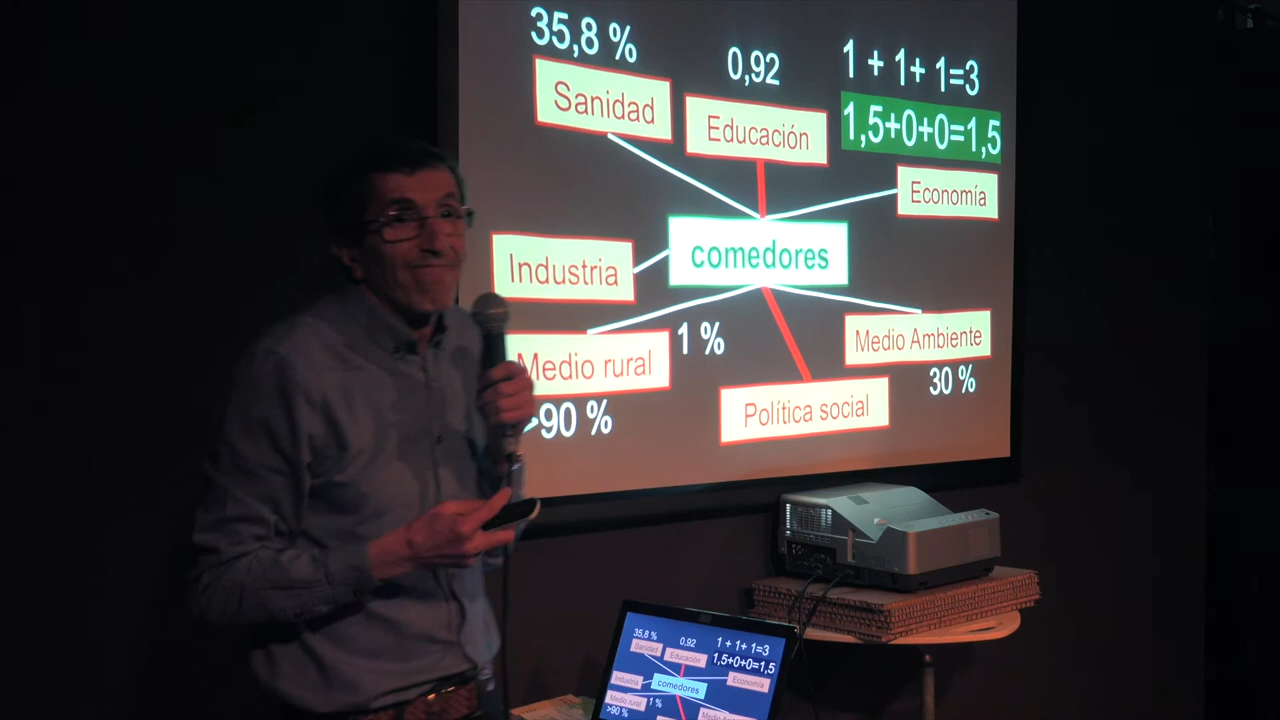 35,8 %
0,92
1 + 1+ 1=3
Sanidad
Educación
1,5+0+0=1,5
Economía
comedores
Industria
1 %
Medio rural
Medio Ambiente
>90 %
30 %
Política social
35,8 %
0,92
1 + 1+ 1=3
Sanidad
Educación
1,5+0+0=1,5
Industria
comedores
Economía
Medio rural
1 %
>90 %